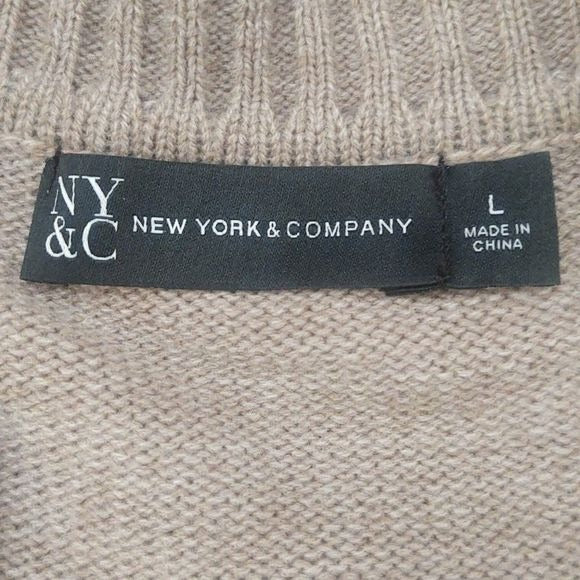 NY
&C
NEW YORK & COMPANY
L
MADE IN
CHINA